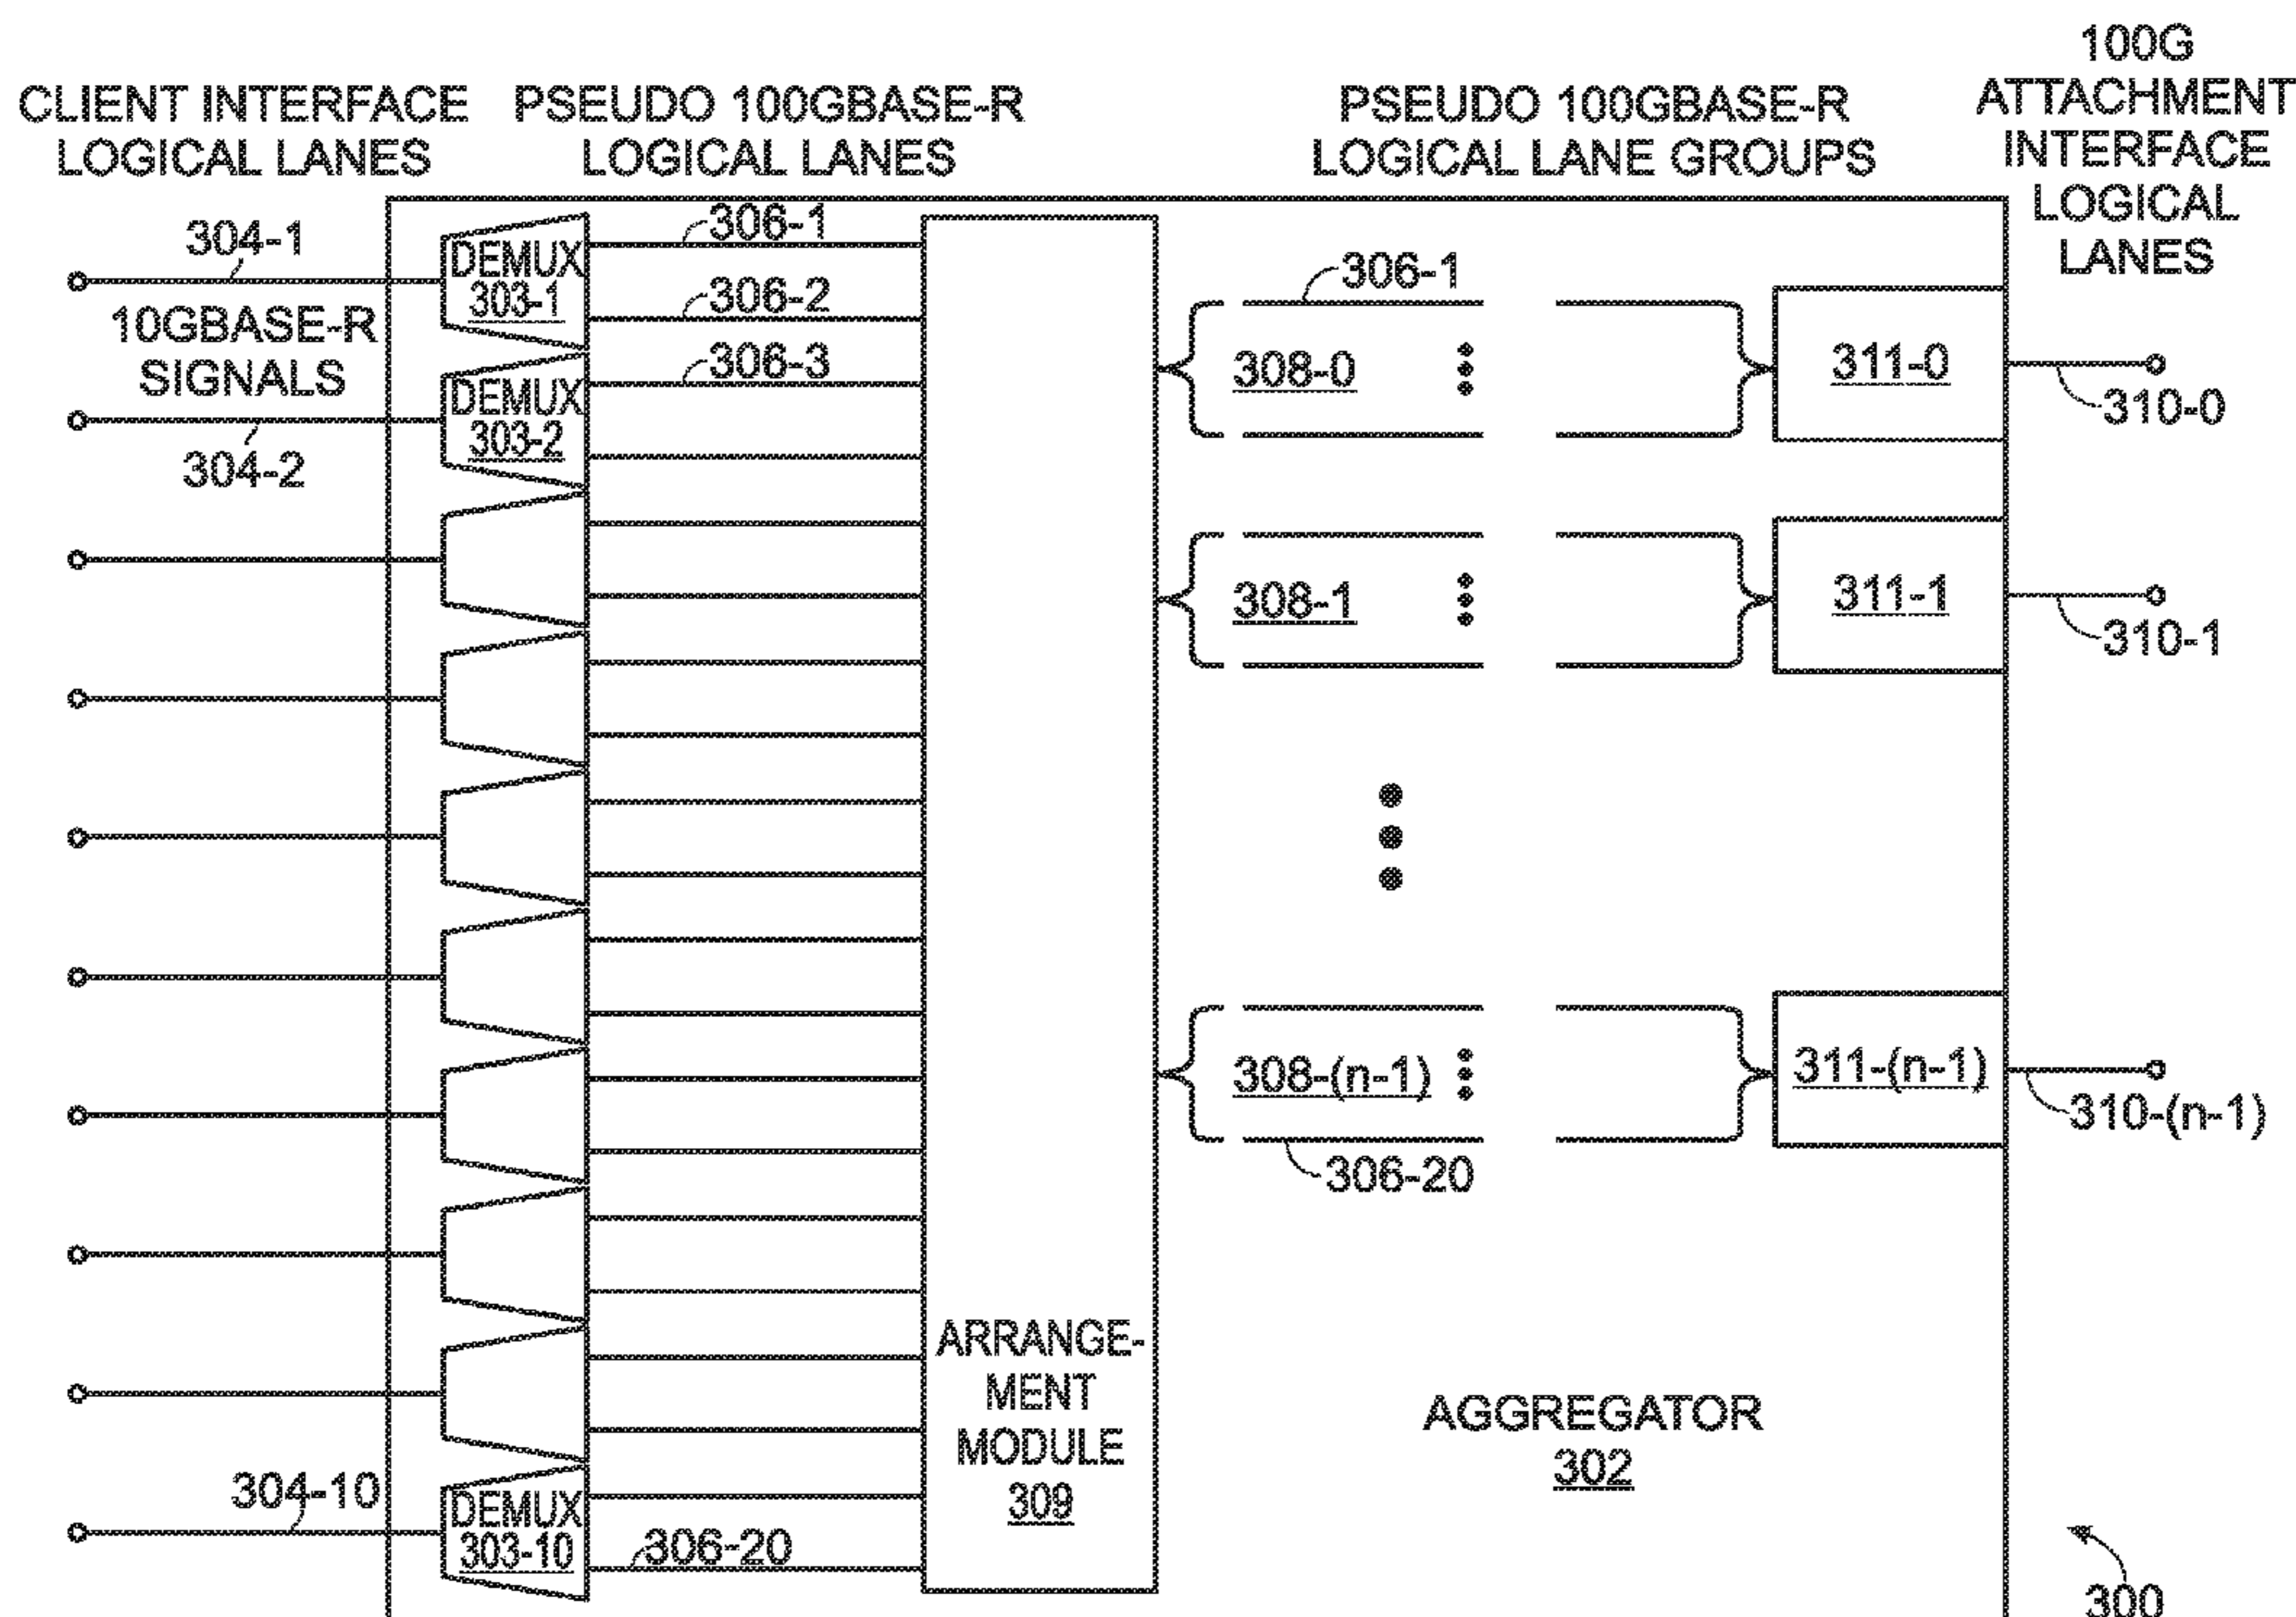 CLIENT INTERFACE
LOGICAL LANES
PSEUDO 100GBASE-R
LOGICAL LANES
PSEUDO 100GBASE-R
LOGICAL LANE GROUPS
100G
ATTACHMENT
INTERFACE
LOGICAL
LANES
304-1
10GBASE-R
SIGNALS
304-2
304-10
DEMUX
303-1
DEMUX
303-2
DEMUX
303-10
306-1
306-2
306-3
306-20
ARRANGE-
MENT
MODULE
309
306-1
308-0
308-1
308-(n-1)
306-20
311-0
311-1
311-(n-1)
310-0
310-1
310-(n-1)
AGGREGATOR
302
300